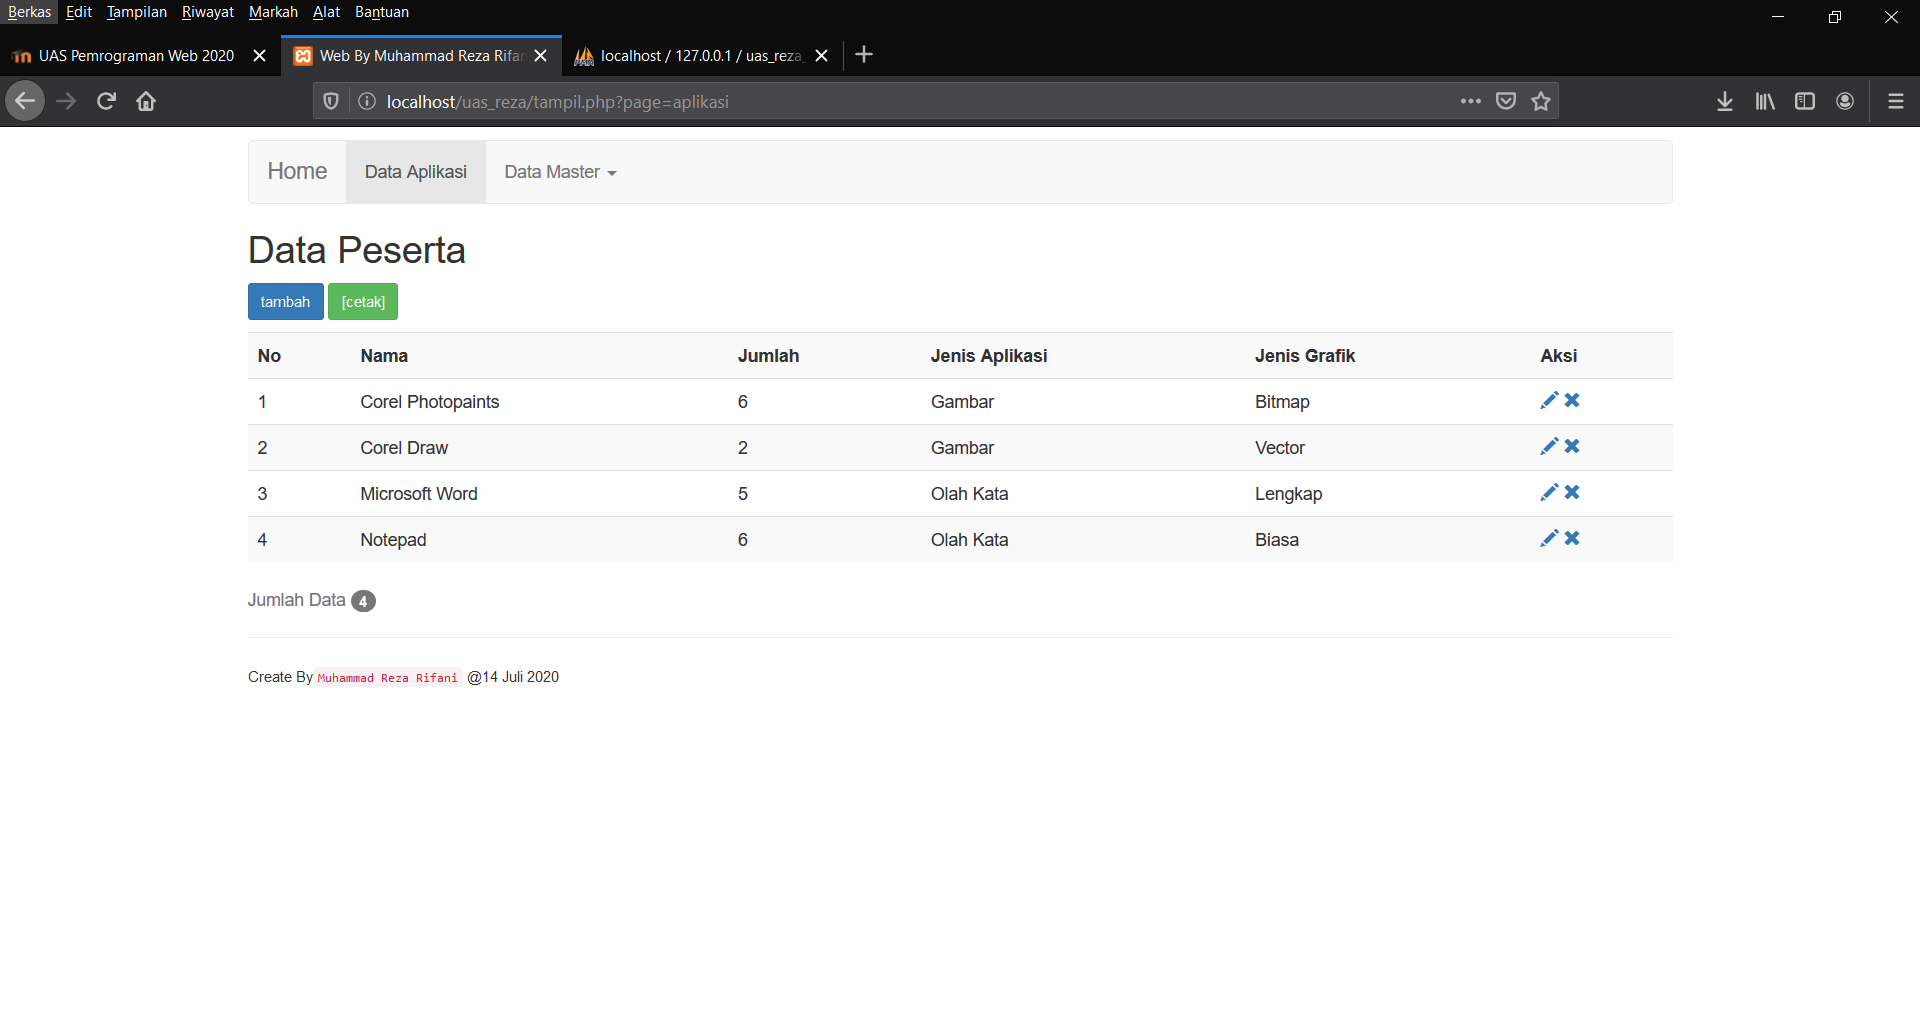 Berkas Edit Tampilan Riwayat Markah Alat Bantuan
UAS Pemrograman Web 2020 Web By Muhammad Reza Rifan localhost / 127.0.0.1 / uas_reza_
localhost/uas_reza/tampil.php?page=aplikasi
Home Data Aplikasi Data Master
Data Peserta
tambah [cetak]
No Nama Jumlah Jenis Aplikasi Jenis Grafik Aksi
1 Corel Photopaints 6 Gambar Bitmap
2 Corel Draw 2 Gambar Vector
3 Microsoft Word 5 Olah Kata Lengkap
4 Notepad 6 Olah Kata Biasa
Jumlah Data 4
Create By Muhammad Reza Rifani @14 Juli 2020